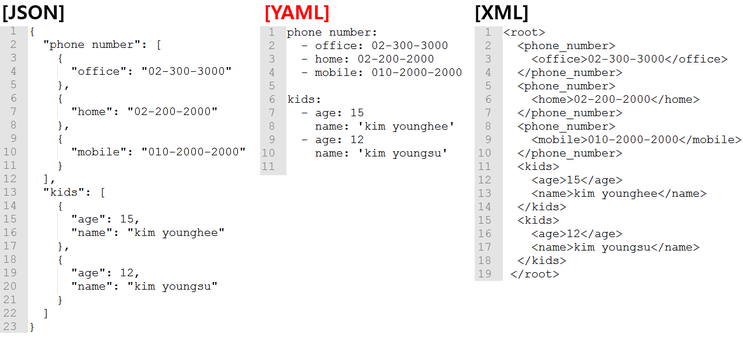 [JSON]
1 {
2   "phone number": [
3     {
4       "office": "02-300-3000"
5     },
6     {
7       "home": "02-200-2000"
8     },
9     {
10       "mobile": "010-2000-2000"
11     }
12   ],
13   "kids": [
14     {
15       "age": 15,
16       "name": "kim younghee"
17     },
18     {
19       "age": 12,
20       "name": "kim youngsu"
21     }
22   ]
23 }
[YAML]
1 phone number:
2   - office: 02-300-3000
3   - home: 02-200-2000
4   - mobile: 010-2000-2000
5
6 kids:
7   - age: 15
8     name: 'kim younghee'
9   - age: 12
10     name: 'kim youngsu'
11
[XML]
1 <root>
2   <phone_number>
3     <office>02-300-3000</office>
4   </phone_number>
5   <phone_number>
6     <home>02-200-2000</home>
7   </phone_number>
8   <phone_number>
9     <mobile>010-2000-2000</mobile>
10   </phone_number>
11   <kids>
12     <age>15</age>
13     <name>kim younghee</name>
14   </kids>
15   <kids>
16     <age>12</age>
17     <name>kim youngsu</name>
18   </kids>
19  </root>